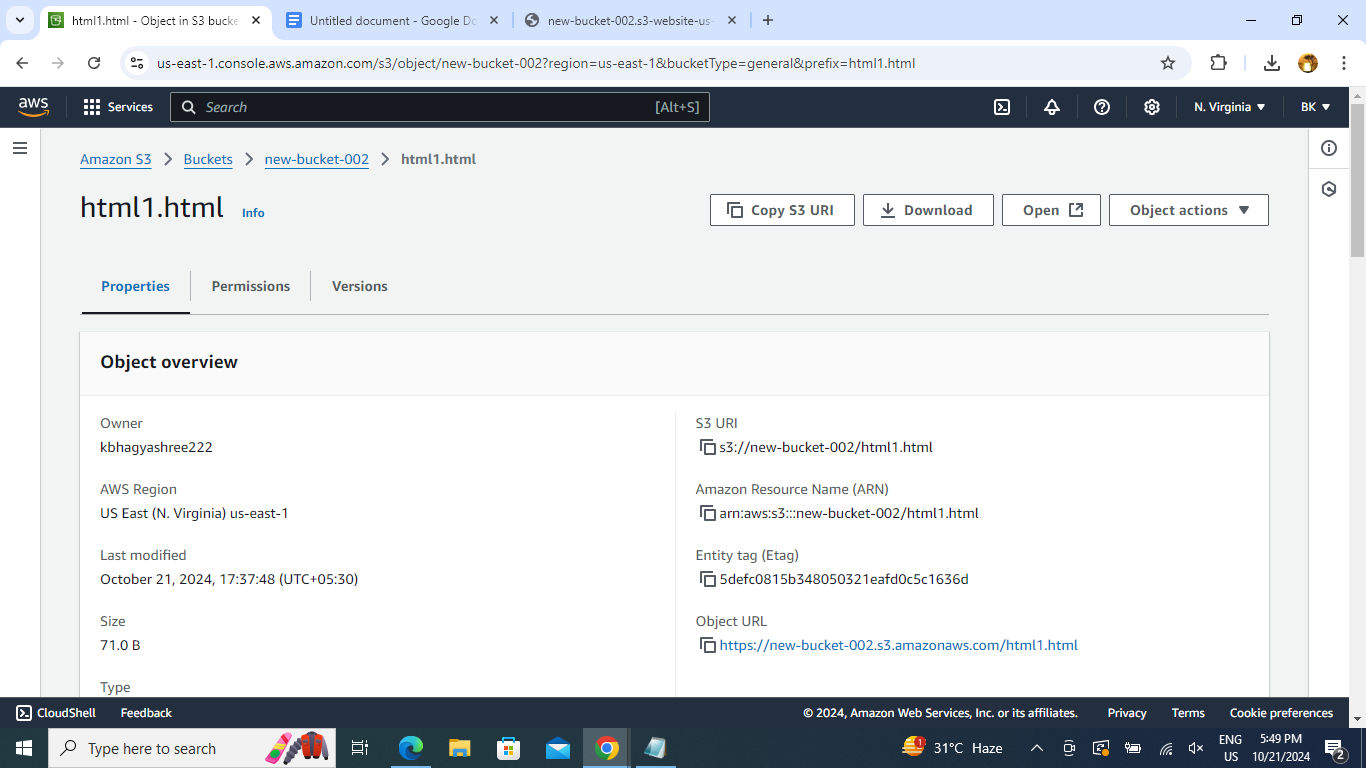 html1.html - Object in S3 bucke
Untitled document - Google Do
new-bucket-002.s3-website-us-
us-east-1.console.aws.amazon.com/s3/object/new-bucket-002?region=us-east-1&bucketType=general&prefix=html1.html
aws
Services
Search
[Alt+S]
N. Virginia
BK
Amazon S3
Buckets
new-bucket-002
html1.html
html1.html
Info
Copy S3 URI
Download
Open
Object actions
Properties
Permissions
Versions
Object overview
Owner
kbhagyashree222
AWS Region
US East (N. Virginia) us-east-1
Last modified
October 21, 2024, 17:37:48 (UTC+05:30)
Size
71.0 B
Type
S3 URI
s3://new-bucket-002/html1.html
Amazon Resource Name (ARN)
arn:aws:s3:::new-bucket-002/html1.html
Entity tag (Etag)
5defc0815b348050321eafd0c5c1636d
Object URL
https://new-bucket-002.s3.amazonaws.com/html1.html
CloudShell
Feedback
© 2024, Amazon Web Services, Inc. or its affiliates.
Privacy
Terms
Cookie preferences
Type here to search
1
31°C Haze
ENG
US
5:49 PM
10/21/2024
2